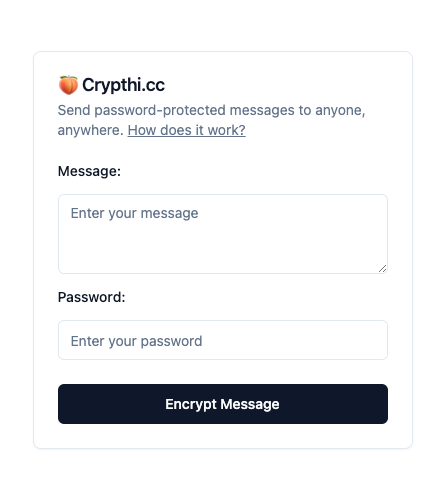 🍑 Crypthi.cc
Send password-protected messages to anyone,
anywhere. How does it work?
Message:
Enter your message
Password:
Enter your password
Encrypt Message